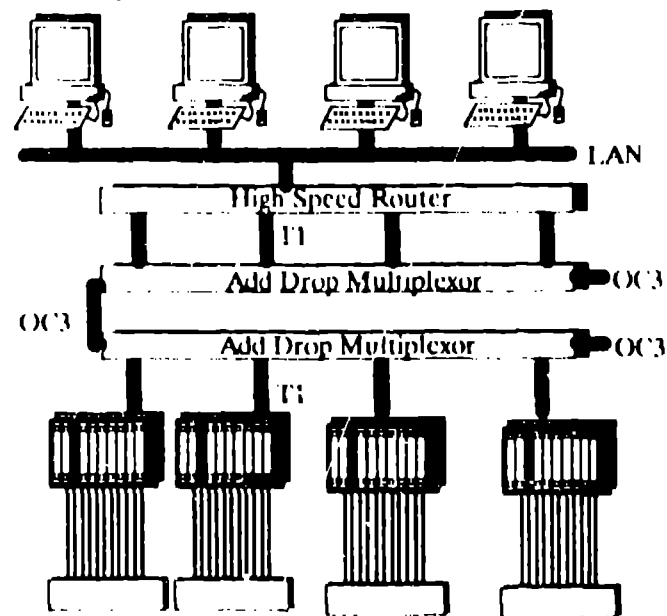 LAN
High Speed Router
T1
Add Drop Multiplexor
OC3
OC3
Add Drop Multiplexor
OC3
T1